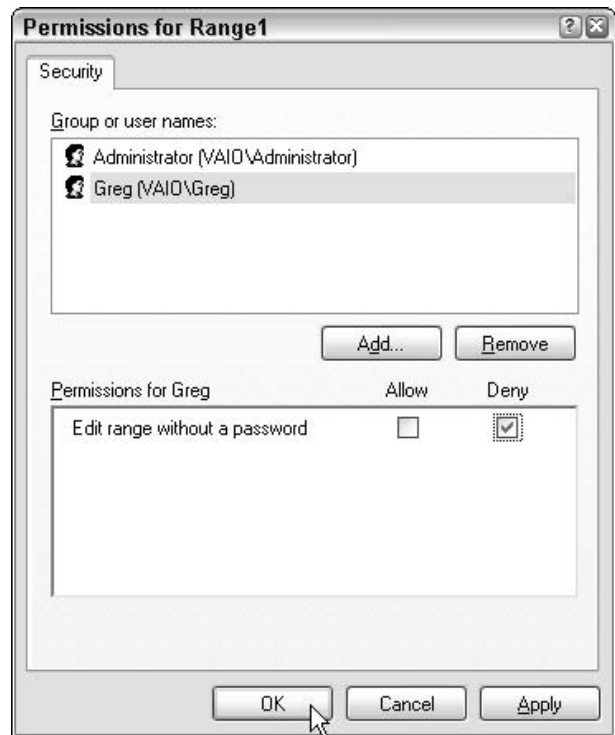 Permissions for Range1
Security
Group or user names:
Administrator (VAIO\Administrator)
Greg (VAIO\Greg)
Add... Remove
Permissions for Greg Allow Deny
Edit range without a password
OK Cancel Apply